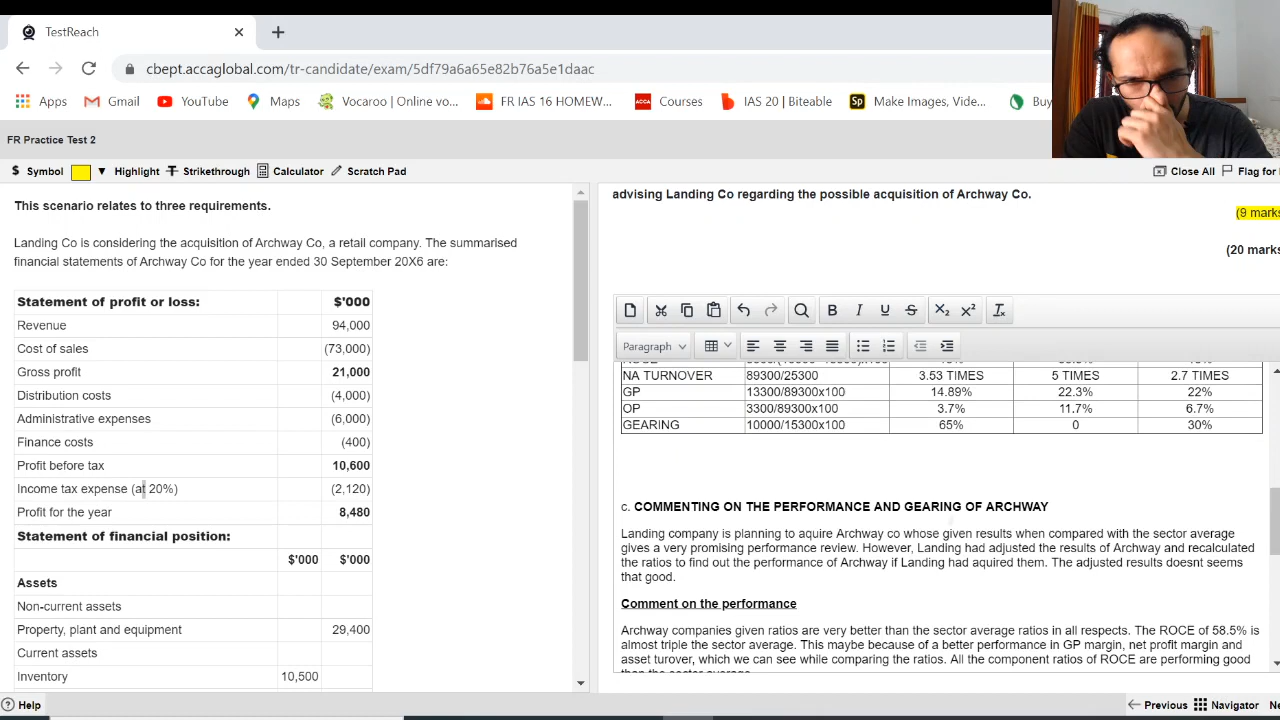 TestReach
cbept.accaglobal.com/tr-candidate/exam/5df79a6a65e82b76a5e1daac
Apps Gmail YouTube Maps Vocaroo | Online vo... FR IAS 16 HOMEW... ACCA Courses IAS 20 | Biteable Sp Make Images, Vide... Buy
FR Practice Test 2
$ Symbol Highlight Strikethrough Calculator Scratch Pad Close All Flag for
This scenario relates to three requirements.
Landing Co is considering the acquisition of Archway Co, a retail company. The summarised
financial statements of Archway Co for the year ended 30 September 20X6 are:
Statement of profit or loss: $'000
Revenue 94,000
Cost of sales (73,000)
Gross profit 21,000
Distribution costs (4,000)
Administrative expenses (6,000)
Finance costs (400)
Profit before tax 10,600
Income tax expense (at 20%) (2,120)
Profit for the year 8,480
Statement of financial position:
$'000 $'000
Assets
Non-current assets
Property, plant and equipment 29,400
Current assets
Inventory 10,500
advising Landing Co regarding the possible acquisition of Archway Co.
(9 marks
(20 marks
B I U S X₂ X² Ix
Paragraph
NA TURNOVER 89300/25300 3.53 TIMES 5 TIMES 2.7 TIMES
GP 13300/89300x100 14.89% 22.3% 22%
OP 3300/89300x100 3.7% 11.7% 6.7%
GEARING 10000/15300x100 65% 0 30%
c. COMMENTING ON THE PERFORMANCE AND GEARING OF ARCHWAY
Landing company is planning to aquire Archway co whose given results when compared with the sector average
gives a very promising performance review. However, Landing had adjusted the results of Archway and recalculated
the ratios to find out the performance of Archway if Landing had aquired them. The adjusted results doesnt seems
that good.
Comment on the performance
Archway companies given ratios are very better than the sector average ratios in all respects. The ROCE of 58.5% is
almost triple the sector average. This maybe because of a better performance in GP margin, net profit margin and
asset turover, which we can see while comparing the ratios. All the component ratios of ROCE are performing good
than the sector average
? Help
Previous Navigator Ne